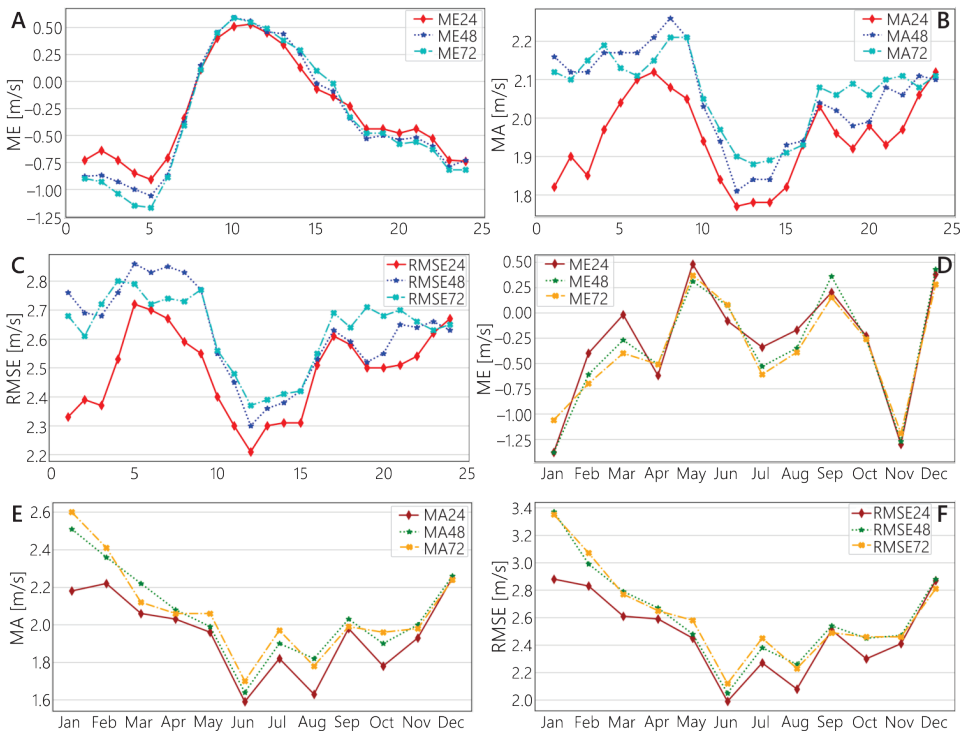 A
ME24
ME48
ME72
ME [m/s]
0.50
0.25
0.00
−0.25
−0.50
−0.75
−1.00
−1.25
0 5 10 15 20 25
B
MA24
MA48
MA72
MA [m/s]
2.2
2.1
2.0
1.9
1.8
0 5 10 15 20 25
C
RMSE24
RMSE48
RMSE72
RMSE [m/s]
2.8
2.7
2.6
2.5
2.4
2.3
2.2
0 5 10 15 20 25
D
ME24
ME48
ME72
ME [m/s]
0.50
0.25
0.00
−0.25
−0.50
−0.75
−1.00
−1.25
Jan Feb Mar Apr May Jun Jul Aug Sep Oct Nov Dec
E
MA24
MA48
MA72
MA [m/s]
2.6
2.4
2.2
2.0
1.8
1.6
Jan Feb Mar Apr May Jun Jul Aug Sep Oct Nov Dec
F
RMSE24
RMSE48
RMSE72
RMSE [m/s]
3.4
3.2
3.0
2.8
2.6
2.4
2.2
2.0
Jan Feb Mar Apr May Jun Jul Aug Sep Oct Nov Dec